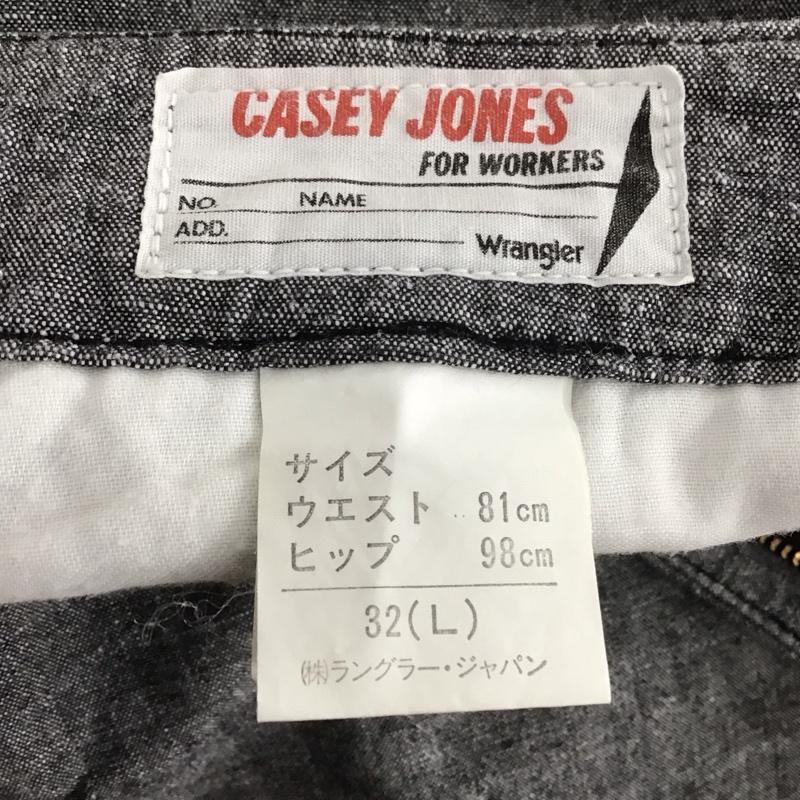 CASEY JONES
FOR WORKERS
NO. NAME
ADD.
Wrangler
サイズ
ウエスト 81cm
ヒップ 98cm
32(L)
㈱ラングラー・ジャパン